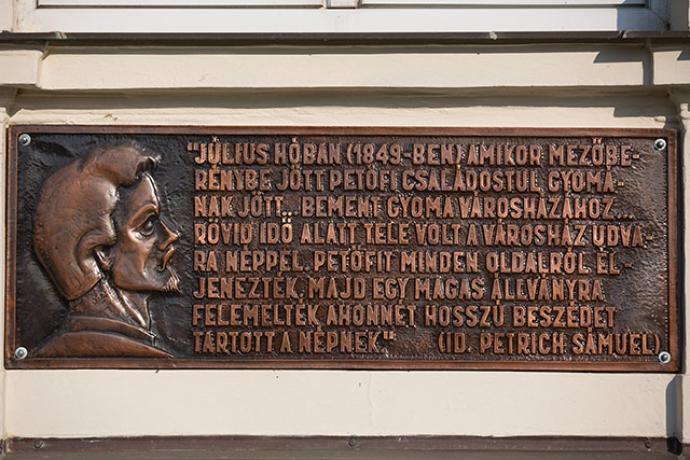 "JÚLIUS HÓBAN (1849-BEN) AMIKOR MEZŐBE-
RÉNYBE JÖTT PETŐFI CSALÁDOSTUL, GYOMÁ-
NAK JÖTT... BEMENT GYOMA VÁROSHÁZÁHOZ...
RÖVID IDŐ ALATT TELE VOLT A VÁROSHÁZ UDVA-
RA NÉPPEL. PETŐFIT MINDEN OLDALRÓL ÉL-
JENEZTÉK, MAJD EGY MAGAS ÁLLVÁNYRA
FELEMELTÉK AHONNÉT HOSSZÚ BESZÉDET
TARTOTT A NÉPNEK" (ID. PETRICH SÁMUEL)